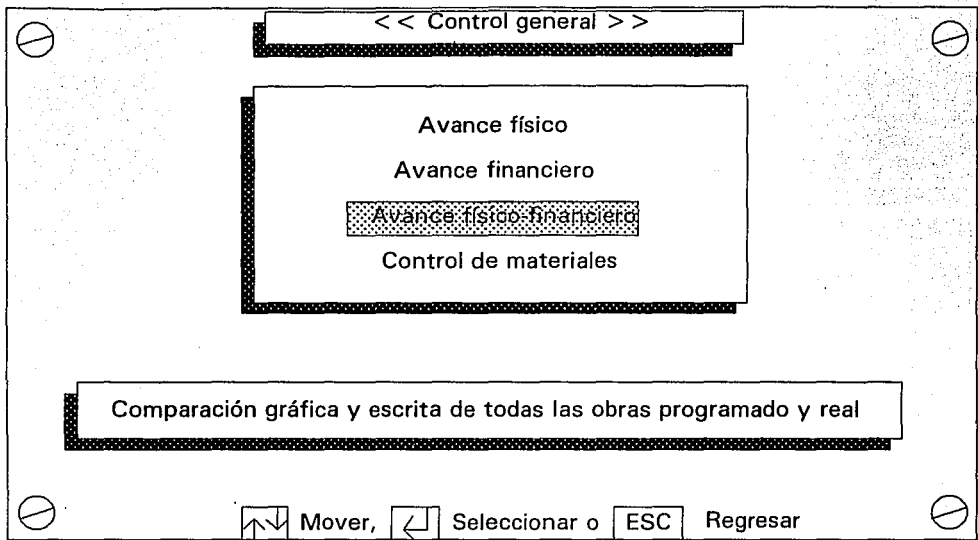 < < Control general > >
Avance físico
Avance financiero
Avance físico-financiero
Control de materiales
Comparación gráfica y escrita de todas las obras programado y real
↑↓ Mover, ↵ Seleccionar o ESC Regresar